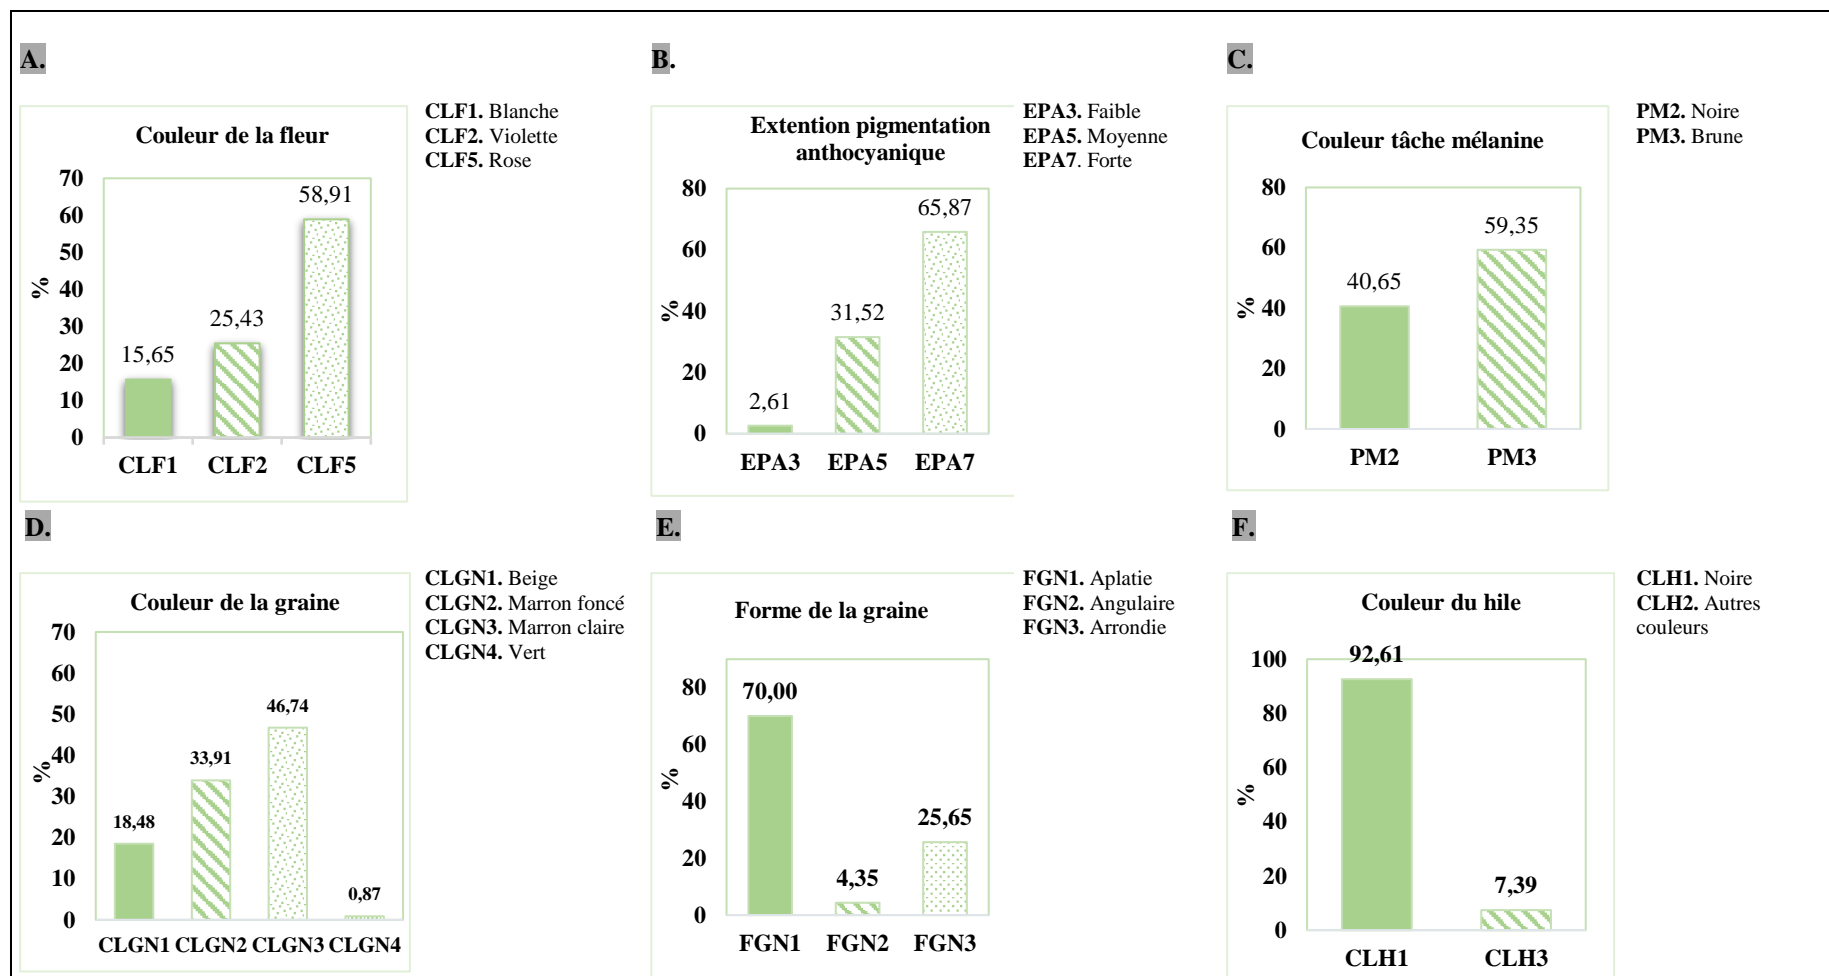 A.
Couleur de la fleur
CLF1. Blanche
CLF2. Violette
CLF5. Rose
70
60
50
40
30
20
10
0
%
15,65
25,43
58,91
CLF1 CLF2 CLF5
B.
Extention pigmentation
anthocyanique
EPA3. Faible
EPA5. Moyenne
EPA7. Forte
80
60
40
20
0
%
2,61
31,52
65,87
EPA3 EPA5 EPA7
C.
Couleur tâche mélanine
PM2. Noire
PM3. Brune
80
60
40
20
0
%
40,65
59,35
PM2 PM3
D.
Couleur de la graine
CLGN1. Beige
CLGN2. Marron foncé
CLGN3. Marron claire
CLGN4. Vert
70
60
50
40
30
20
10
0
%
18,48
33,91
46,74
0,87
CLGN1 CLGN2 CLGN3 CLGN4
E.
Forme de la graine
FGN1. Aplatie
FGN2. Angulaire
FGN3. Arrondie
80
60
40
20
0
%
70,00
4,35
25,65
FGN1 FGN2 FGN3
F.
Couleur du hile
CLH1. Noire
CLH2. Autres
couleurs
100
80
60
40
20
0
%
92,61
7,39
CLH1 CLH3